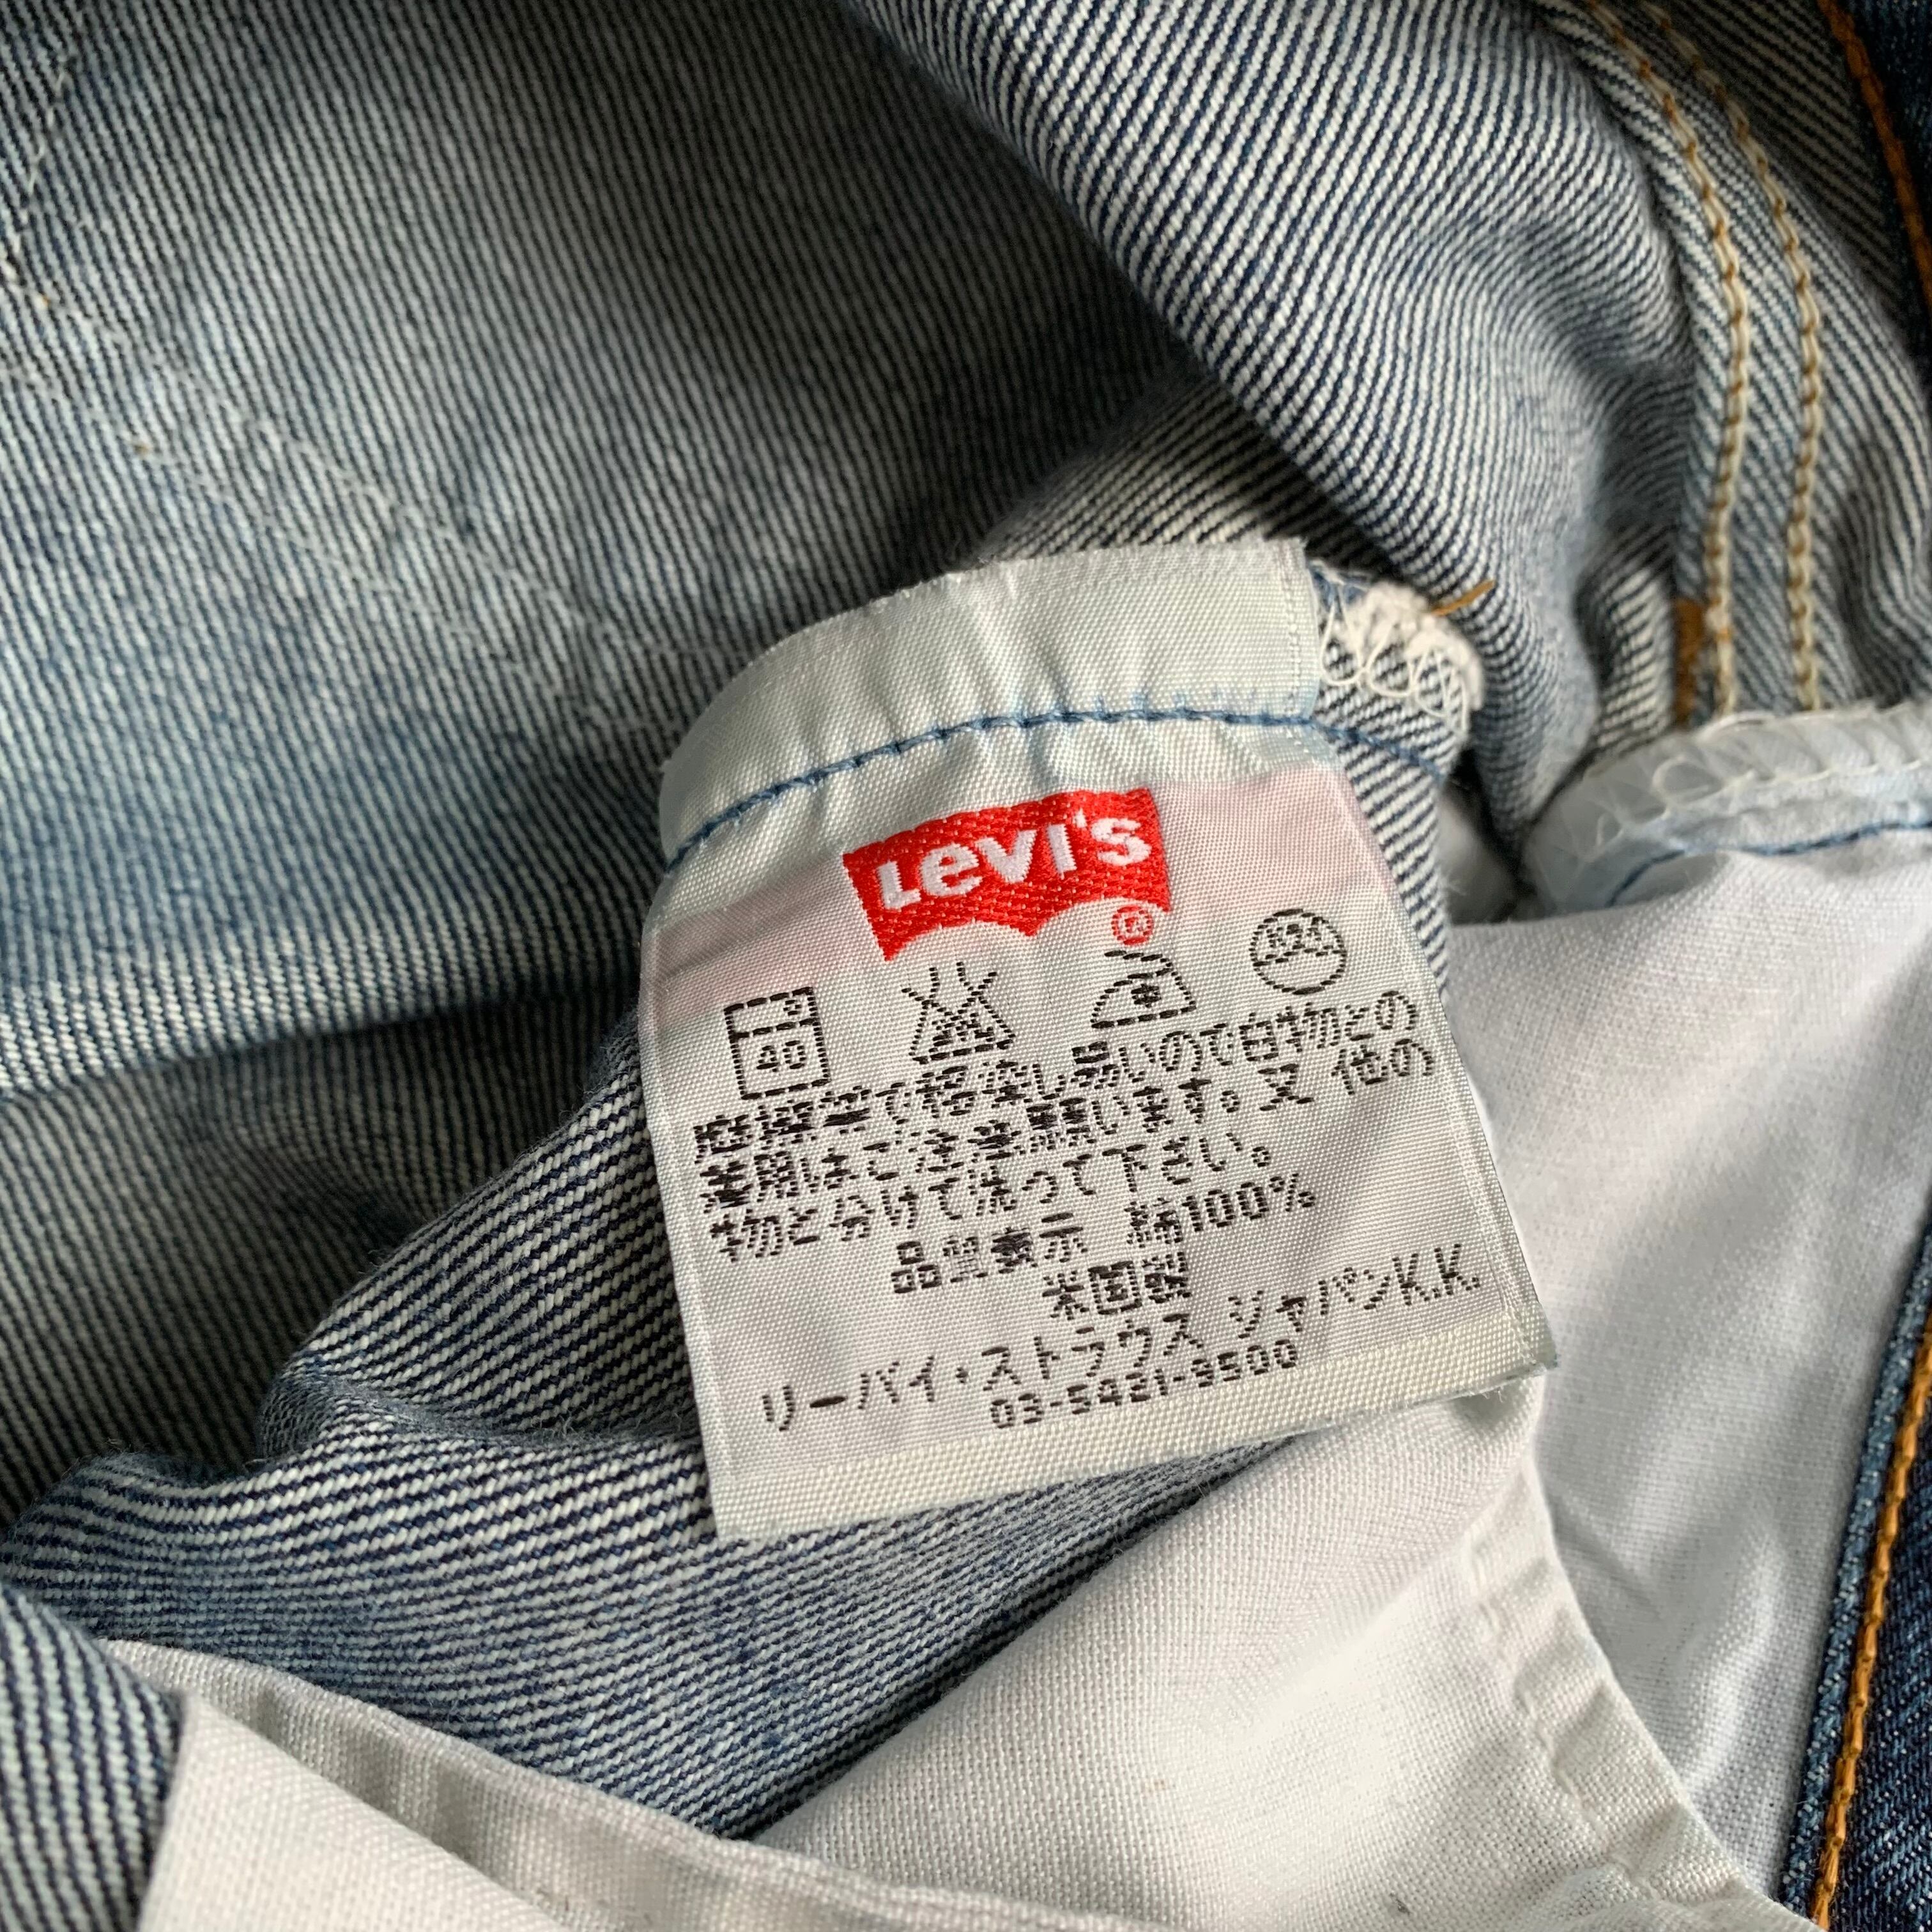 Levi's
®
40
摩擦等で移染し易いので白物との
着用はご注意願います。又 他の
物と分けて洗って下さい。
品質表示 綿100%
米国製
リーバイ・ストラウス ジャパンK.K.
03-5421-9500